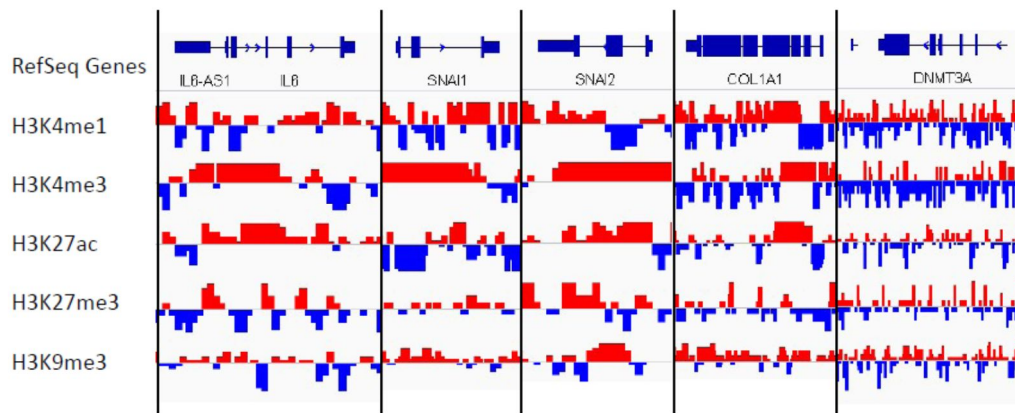 RefSeq Genes
IL6-AS1 IL6 SNAI1 SNAI2 COL1A1 DNMT3A
H3K4me1
H3K4me3
H3K27ac
H3K27me3
H3K9me3